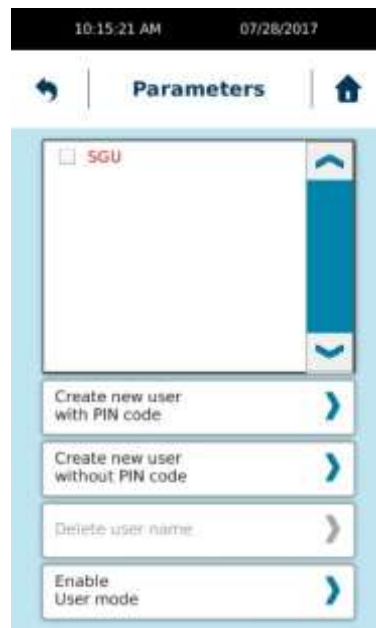 10:15:21 AM 07/28/2017
Parameters
SGU
Create new user
with PIN code
Create new user
without PIN code
Delete user name
Enable
User mode